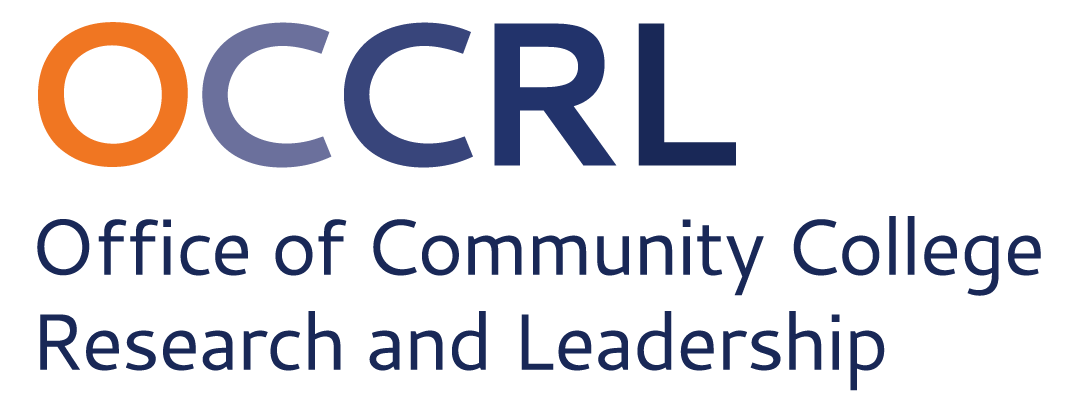 OCCRL
Office of Community College
Research and Leadership